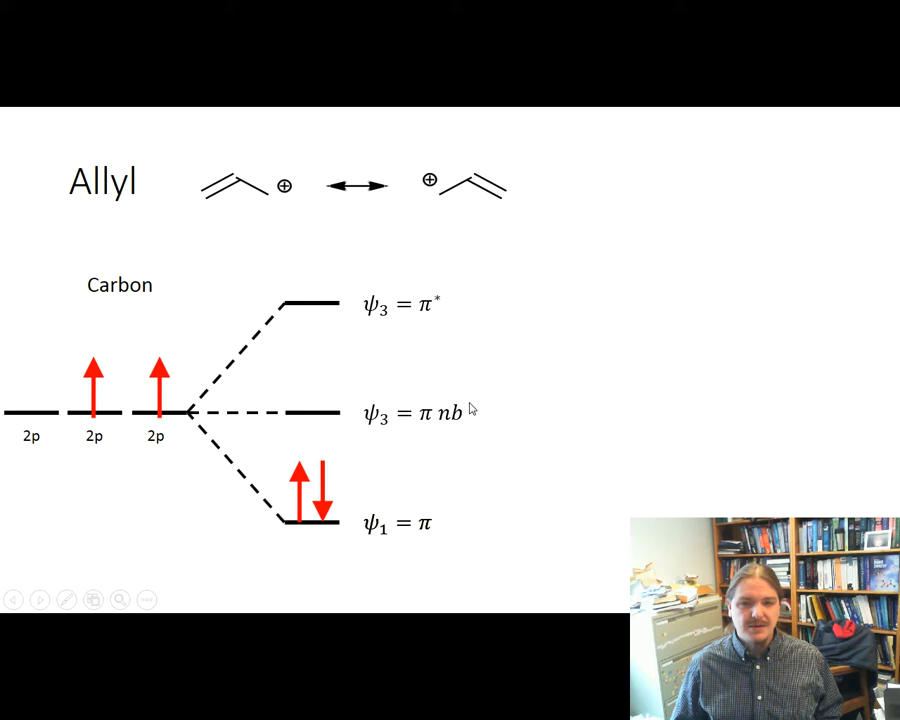 Allyl ⊕ ⊕
Carbon
ψ₃ = π*
ψ₃ = π nb
2p 2p 2p
ψ₁ = π